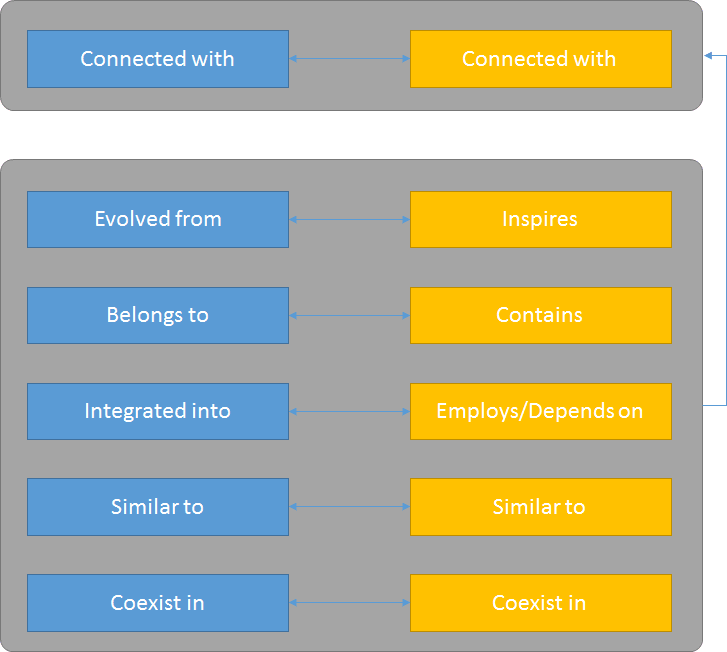 Connected with
Connected with
Evolved from
Inspires
Belongs to
Contains
Integrated into
Employs/Depends on
Similar to
Similar to
Coexist in
Coexist in